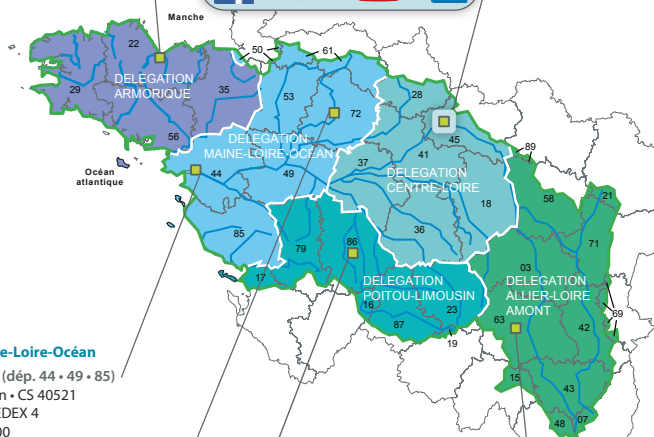 Manche
22
50
61
29
DELEGATION
ARMORIQUE
35
53
72
28
56
DELEGATION
MAINE-LOIRE-OCÉAN
45
41
89
Océan
atlantique
44
49
37
DELEGATION
CENTRE-LOIRE
18
58
21
85
79
86
36
71
17
DELEGATION
POITOU-LIMOUSIN
16
23
87
19
03
DELEGATION
ALLIER-LOIRE
AMONT
63
69
42
15
43
48
07
e-Loire-Océan
(dép. 44 • 49 • 85)
n • CS 40521
EDEX 4
00